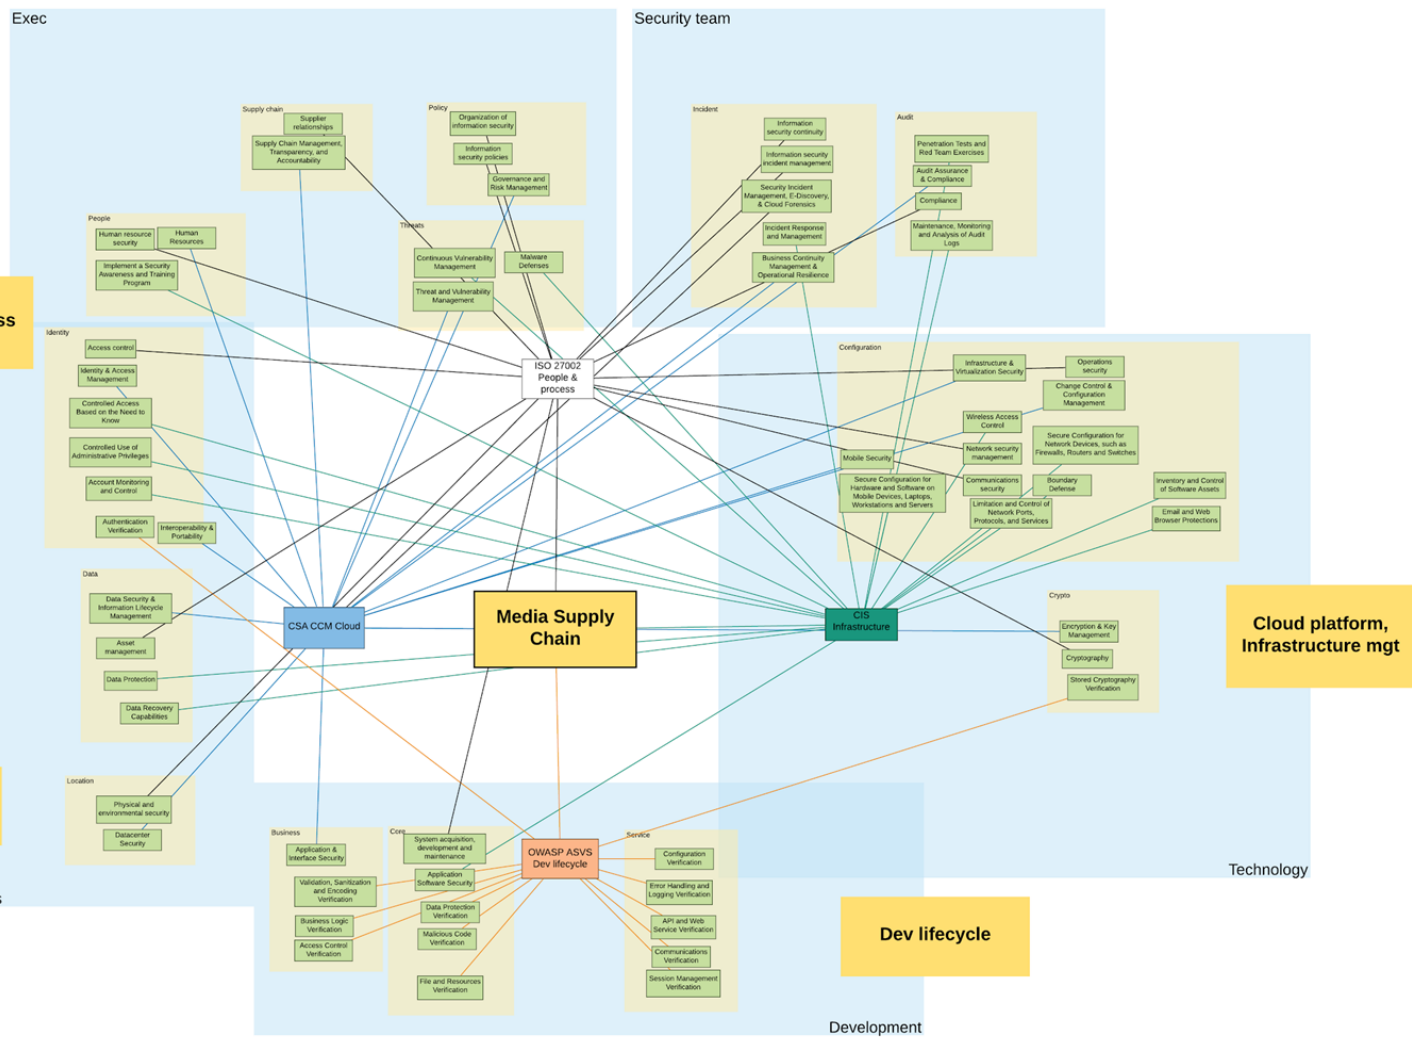 Exec
Security team
Supply chain
Supplier
relationships
Supply Chain Management,
Transparency, and
Accountability
Policy
Organization of
information security
Information
security policies
Governance and
Risk Management
People
Human resource
security
Human
Resources
Implement a Security
Awareness and Training
Program
Threats
Continuous Vulnerability
Management
Malware
Defenses
Threat and Vulnerability
Management
Incident
Information
security continuity
Information security
incident management
Security Incident
Management, E-Discovery,
& Cloud Forensics
Incident Response
and Management
Business Continuity
Management &
Operational Resilience
Audit
Penetration Tests and
Red Team Exercises
Audit Assurance
& Compliance
Compliance
Maintenance, Monitoring
and Analysis of Audit
Logs
ss
Identity
Access control
Identity & Access
Management
Controlled Access
Based on the Need to
Know
Controlled Use of
Administrative Privileges
Account Monitoring
and Control
Authentication
Verification
Interoperability &
Portability
ISO 27002
People &
process
Configuration
Infrastructure &
Virtualization Security
Operations
security
Change Control &
Configuration
Management
Wireless Access
Control
Secure Configuration for
Network Devices, such as
Firewalls, Routers and Switches
Network security
management
Mobile Security
Secure Configuration for
Hardware and Software on
Mobile Devices, Laptops,
Workstations and Servers
Communications
security
Boundary
Defense
Inventory and Control
of Software Assets
Limitation and Control of
Network Ports,
Protocols, and Services
Email and Web
Browser Protections
Data
Data Security &
Information Lifecycle
Management
Asset
management
Data Protection
Data Recovery
Capabilities
CSA CCM Cloud
Media Supply
Chain
CIS
Infrastructure
Crypto
Encryption & Key
Management
Cryptography
Stored Cryptography
Verification
Cloud platform,
Infrastructure mgt
Location
Physical and
environmental security
Datacenter
Security
s
Business
Application &
Interface Security
Validation, Sanitization
and Encoding
Verification
Business Logic
Verification
Access Control
Verification
Core
System acquisition,
development and
maintenance
Application
Software Security
Data Protection
Verification
Malicious Code
Verification
File and Resources
Verification
OWASP ASVS
Dev lifecycle
Service
Configuration
Verification
Error Handling and
Logging Verification
API and Web
Service Verification
Communications
Verification
Session Management
Verification
Technology
Dev lifecycle
Development